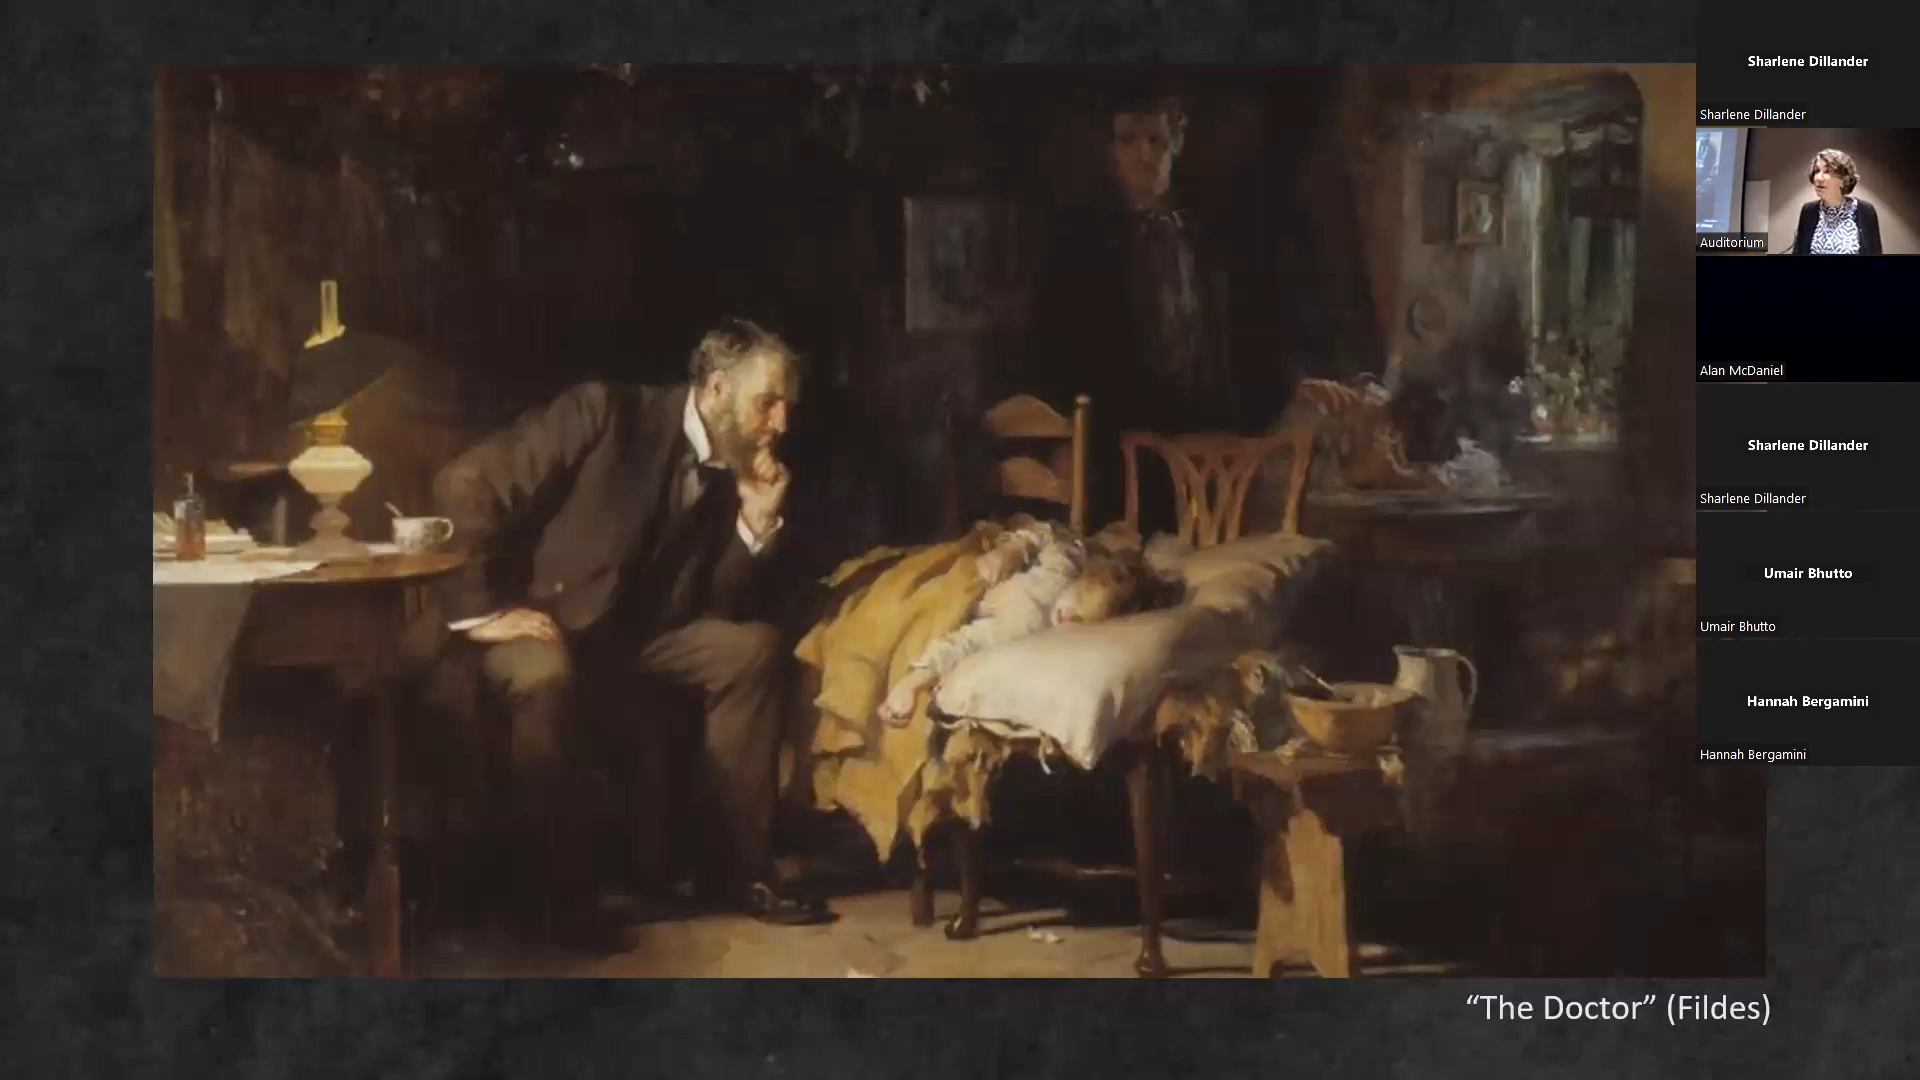 Sharlene Dillander
Sharlene Dillander
Auditorium
Alan McDaniel
Sharlene Dillander
Sharlene Dillander
Umair Bhutto
Umair Bhutto
Hannah Bergamini
Hannah Bergamini
“The Doctor” (Fildes)